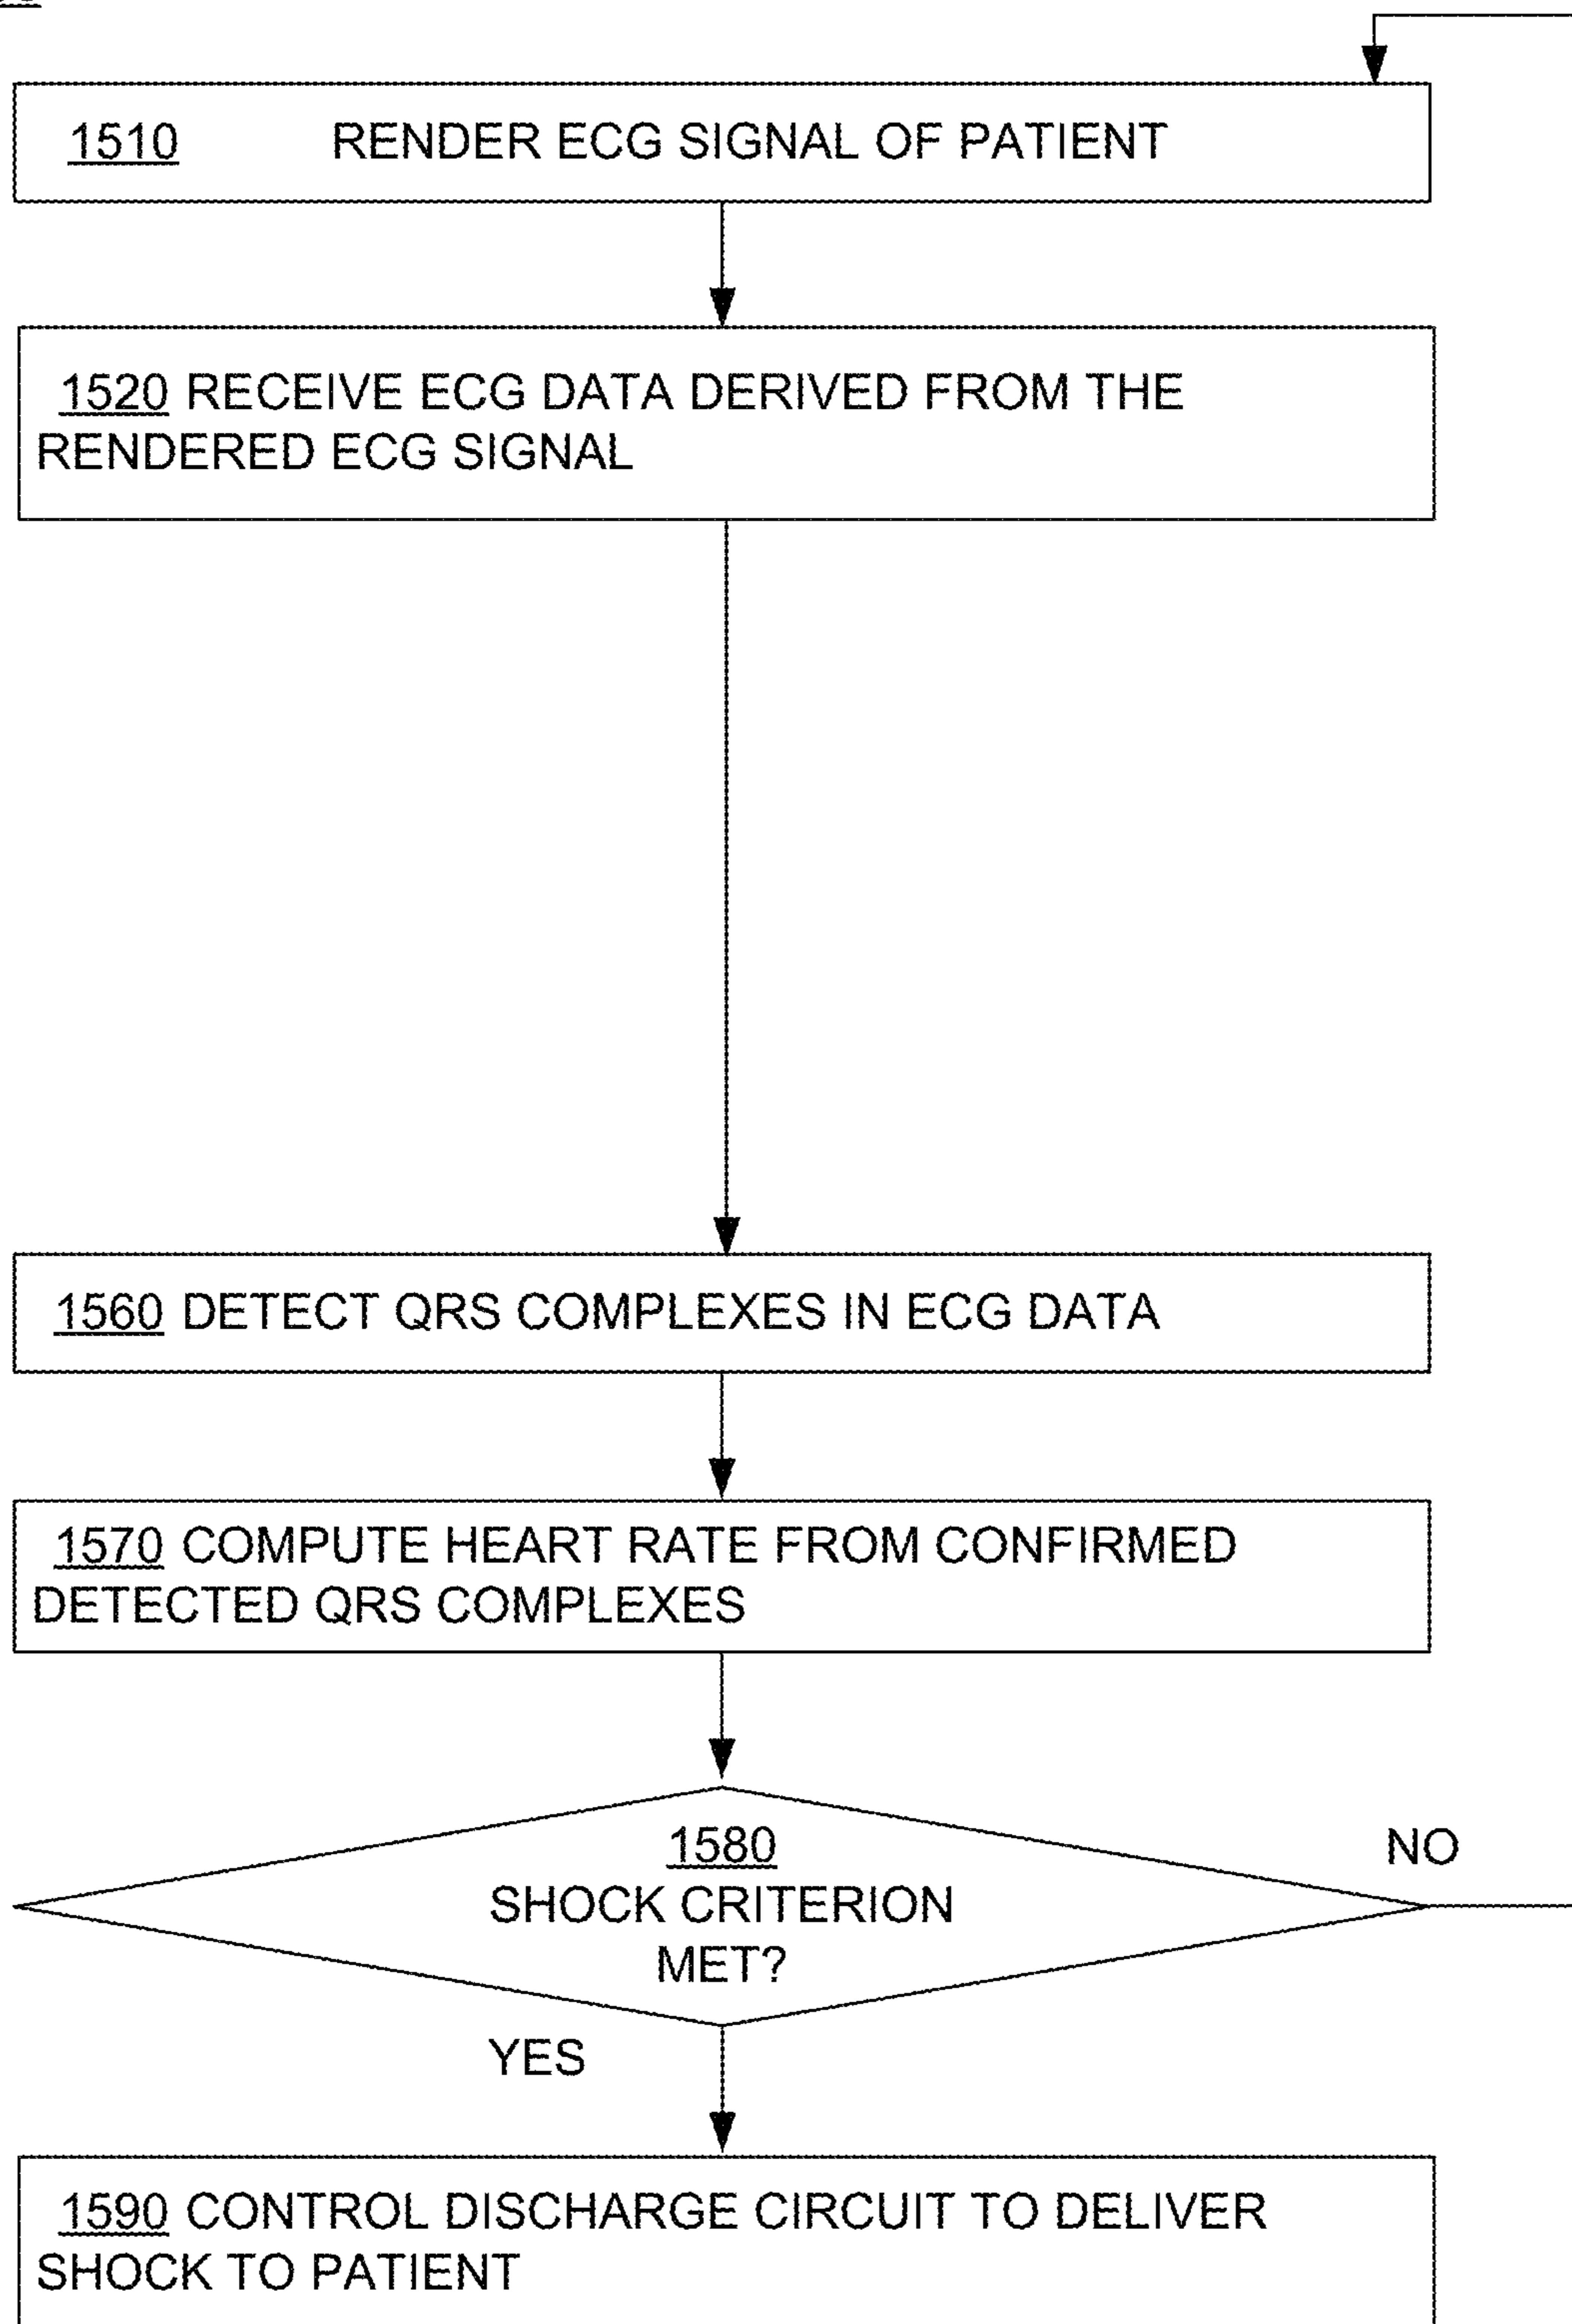 1510 RENDER ECG SIGNAL OF PATIENT
1520 RECEIVE ECG DATA DERIVED FROM THE
RENDERED ECG SIGNAL
1560 DETECT QRS COMPLEXES IN ECG DATA
1570 COMPUTE HEART RATE FROM CONFIRMED
DETECTED QRS COMPLEXES
1580
SHOCK CRITERION
MET?
NO
YES
1590 CONTROL DISCHARGE CIRCUIT TO DELIVER
SHOCK TO PATIENT